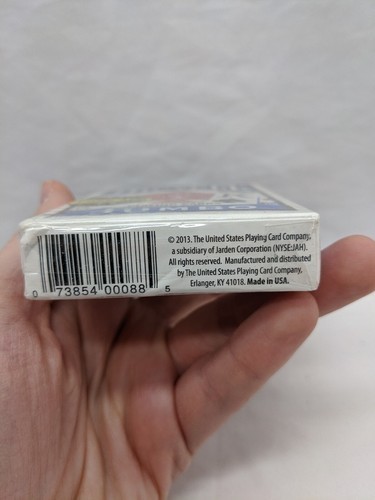 © 2013. The United States Playing Card Company,
a subsidiary of Jarden Corporation (NYSE:JAH).
All rights reserved. Manufactured and distributed
by The United States Playing Card Company,
Erlanger, KY 41018. Made in USA.
0 73854 00088 5